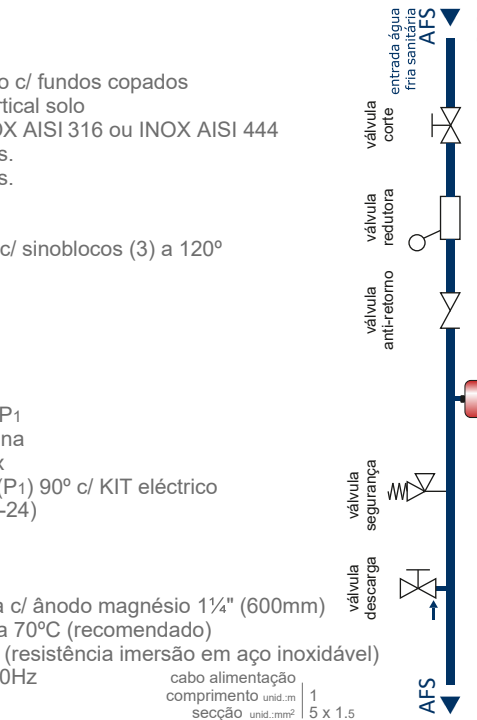 o c/ fundos copados
rtical solo
OX AISI 316 ou INOX AISI 444
s.
s.
c/ sinoblocos (3) a 120º
P1
na
x
(P1) 90º c/ KIT eléctrico
-24)
a c/ ânodo magnésio 1¼" (600mm)
a 70ºC (recomendado)
(resistência imersão em aço inoxidável)
0Hz
cabo alimentação
comprimento unid.:m 1
secção unid.:mm² 5 x 1.5
entrada água
fria sanitária
AFS
válvula
corte
válvula
redutora
válvula
anti-retorno
válvula
segurança
válvula
descarga
AFS